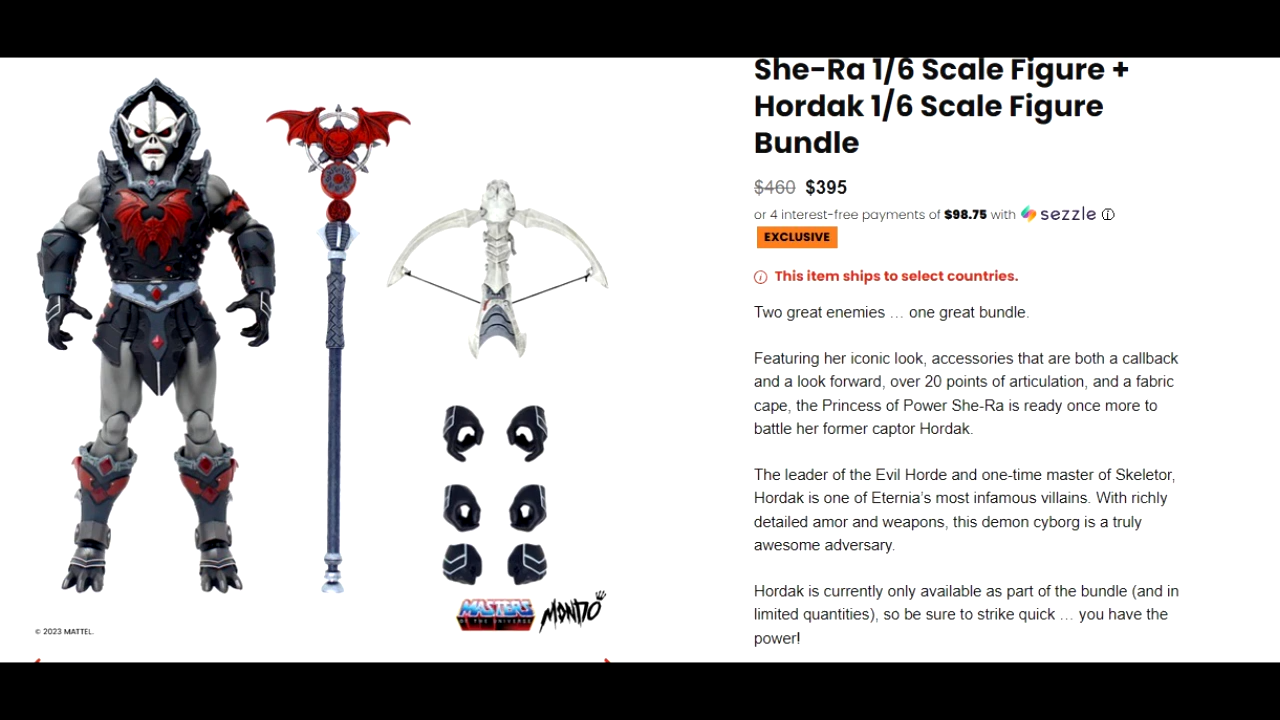 She-Ra 1/6 Scale Figure +
Hordak 1/6 Scale Figure
Bundle
$460 $395
or 4 interest-free payments of $98.75 with sezzle
EXCLUSIVE
This item ships to select countries.
Two great enemies ... one great bundle.
Featuring her iconic look, accessories that are both a callback
and a look forward, over 20 points of articulation, and a fabric
cape, the Princess of Power She-Ra is ready once more to
battle her former captor Hordak.
The leader of the Evil Horde and one-time master of Skeletor,
Hordak is one of Eternia's most infamous villains. With richly
detailed amor and weapons, this demon cyborg is a truly
awesome adversary.
Hordak is currently only available as part of the bundle (and in
limited quantities), so be sure to strike quick ... you have the
power!
MASTERS
OF THE UNIVERSE
MONDO
© 2023 MATTEL.